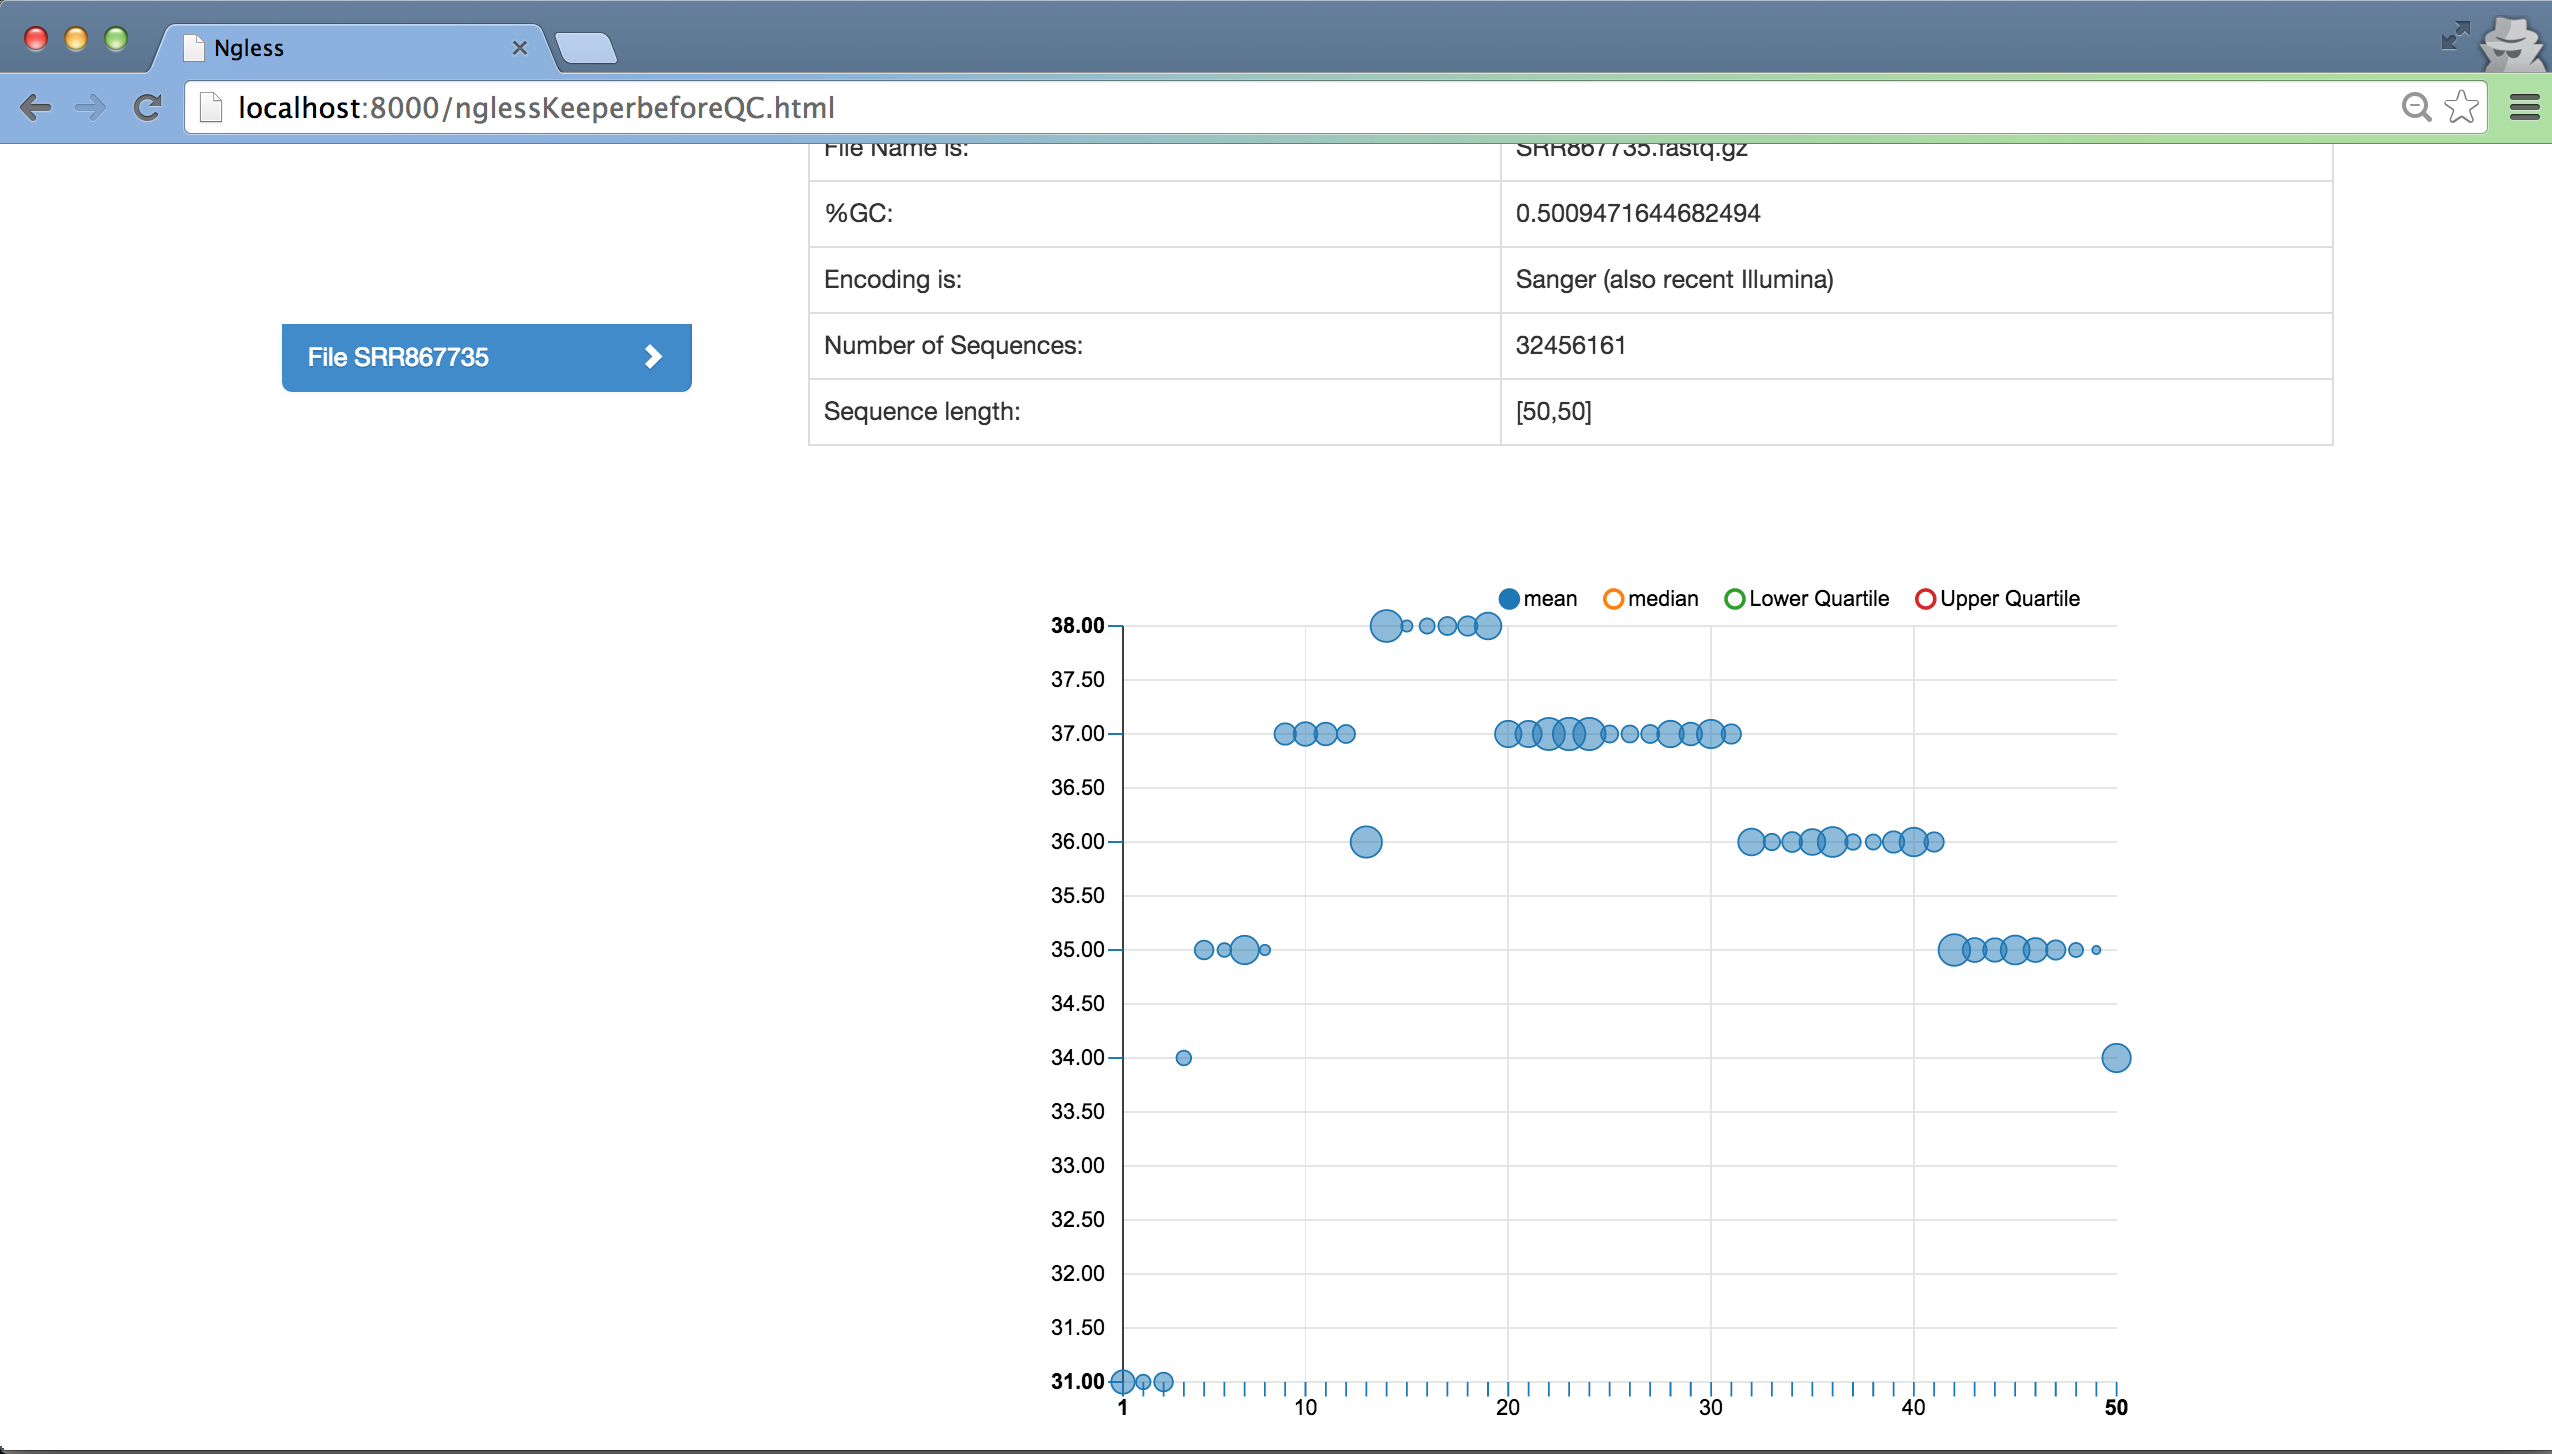 Ngless
localhost:8000/nglessKeeperbeforeQC.html
File Name is: SRR867735.fastq.gz
%GC: 0.5009471644682494
Encoding is: Sanger (also recent Illumina)
File SRR867735
Number of Sequences: 32456161
Sequence length: [50,50]
mean median Lower Quartile Upper Quartile
38.00
37.50
37.00
36.50
36.00
35.50
35.00
34.50
34.00
33.50
33.00
32.50
32.00
31.50
31.00
1 10 20 30 40 50